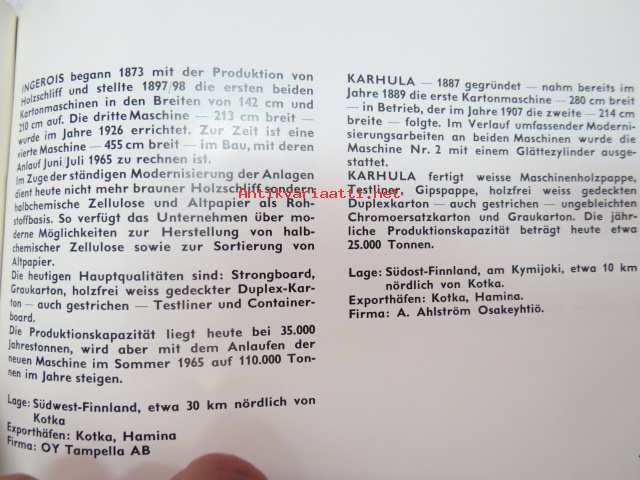 INGEROIS begann 1873 mit der Produktion von
Holzschliff und stellte 1897/98 die ersten beiden
Kartonmaschinen in den Breiten von 142 cm und
210 cm auf. Die dritte Maschine — 213 cm breit —
wurde im Jahre 1926 errichtet. Zur Zeit ist eine
vierte Maschine — 455 cm breit — im Bau, mit deren
Anlauf Juni/Juli 1965 zu rechnen ist.
Im Zuge der ständigen Modernisierung der Anlagen
dient heute nicht mehr brauner Holzschliff sondern
halbchemische Zellulose und Altpapier als Roh-
stoffbasis. So verfügt das Unternehmen über mo-
derne Möglichkeiten zur Herstellung von halb-
chemischer Zellulose sowie zur Sortierung von
Altpapier.
Die heutigen Hauptqualitäten sind: Strongboard,
Graukarton, holzfrei weiss gedeckter Duplex-Kar-
ton — auch gestrichen — Testliner und Container-
board.
Die Produktionskapazität liegt heute bei 35.000
Jahrestonnen, wird aber mit dem Anlaufen der
neuen Maschine im Sommer 1965 auf 110.000 Ton-
nen im Jahre steigen.
Lage: Südwest-Finnland, etwa 30 km nördlich von
Kotka
Exporthäfen: Kotka, Hamina
Firma: OY Tampella AB
KARHULA — 1887 gegründet — nahm bereits im
Jahre 1889 die erste Kartonmaschine — 280 cm breit
— in Betrieb, der im Jahre 1907 die zweite — 214 cm
breite — folgte. Im Verlauf umfassender Moderni-
sierungsarbeiten an beiden Maschinen wurde die
Maschine Nr. 2 mit einem Glättezylinder ausge-
stattet.
KARHULA fertigt weisse Maschinenholzpappe,
Testliner, Gipspappe, holzfrei weiss gedeckten
Duplexkarton — auch gestrichen — ungebleichten
Chromoersatzkarton und Graukarton. Die jähr-
liche Produktionskapazität beträgt heute etwa
25.000 Tonnen.
Lage: Südost-Finnland, am Kymijoki, etwa 10 km
nördlich von Kotka.
Exporthäfen: Kotka, Hamina.
Firma: A. Ahlström Osakeyhtiö.
Antikvariaatti.net